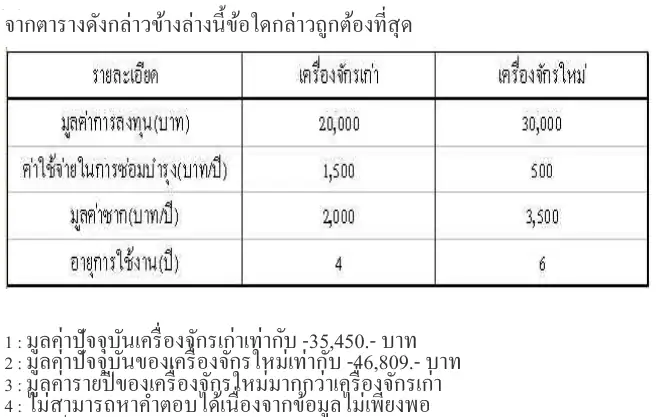 จากตารางดังกล่าวข้างล่างนี้ข้อใดกล่าวถูกต้องที่สุด
รายละเอียด เครื่องจักรเก่า เครื่องจักรใหม่
มูลค่าการลงทุน(บาท) 20,000 30,000
ค่าใช้จ่ายในการซ่อมบำรุง(บาท/ปี) 1,500 500
มูลค่าซาก(บาท/ปี) 2,000 3,500
อายุการใช้งาน(ปี) 4 6
1 : มูลค่าปัจจุบันเครื่องจักรเก่าเท่ากับ -35,450.- บาท
2 : มูลค่าปัจจุบันของเครื่องจักรใหม่เท่ากับ -46,809.- บาท
3 : มูลค่ารายปีของเครื่องจักรใหม่มากกว่าเครื่องจักรเก่า
4 : ไม่สามารถหาคำตอบได้เนื่องจากข้อมูลไม่เพียงพอ